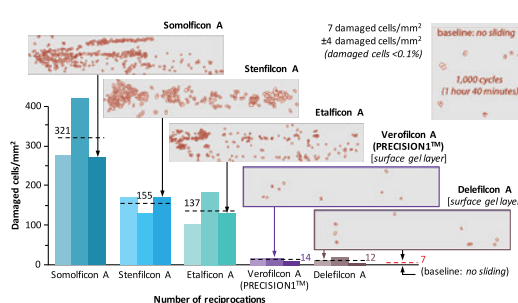 Somolfilcon A
7 damaged cells/mm²
±4 damaged cells/mm²
(damaged cells <0.1%)
baseline: no sliding
1,000 cycles
(1 hour 40 minutes)
Stenfilcon A
Etalficon A
Verofilcon A
(PRECISION1™)
[surface gel layer]
Delefilcon A
[surface gel layer
Damaged cells/mm²
400
300
200
100
0
321
155
137
14
12
7
(baseline: no sliding)
Somolficon A
Stenfilcon A
Etalficon A
Verofilcon A
(PRECISION1™)
Delefilcon A
Number of reciprocations